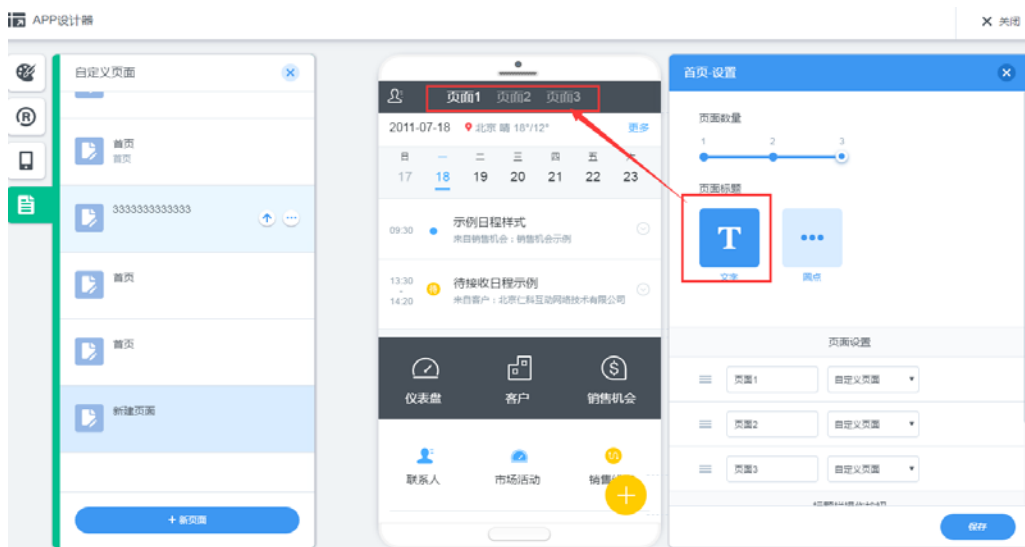 APP设计器
关闭
自定义页面
首页
首页
3333333333333
首页
首页
新建页面
+ 新页面
页面1 页面2 页面3
2011-07-18 北京 晴 18°/12° 更多
日 一 二 三 四 五 六
17 18 19 20 21 22 23
09:30 示例日程样式
来自销售机会：销售机会示例
13:30 - 14:20 待接收日程示例
来自客户：北京仁科互动网络技术有限公司
仪表盘 客户 销售机会
联系人 市场活动 销售
首页-设置
页面数量
1 2 3
页面标题
T
文字 圆点
页面设置
页面1 自定义页面
页面2 自定义页面
页面3 自定义页面
保存